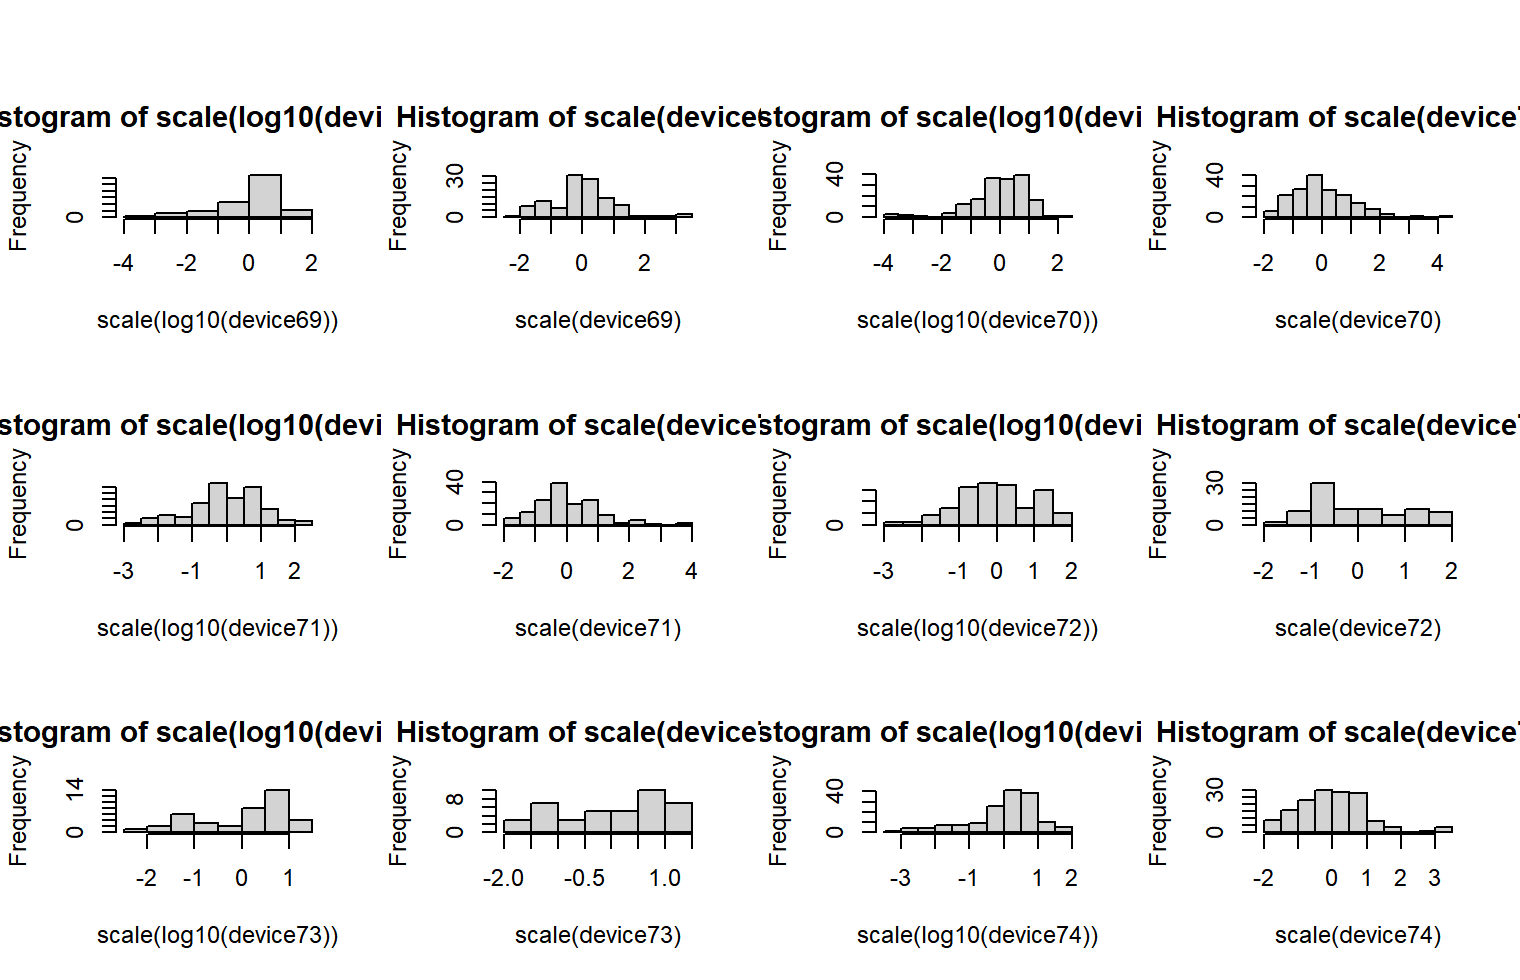 stogram of scale(log10(devi
Frequency
0
-4 -2 0 2
scale(log10(device69))
Histogram of scale(device6
Frequency
0 30
-2 0 2
scale(device69)
stogram of scale(log10(devi
Frequency
0 40
-4 -2 0 2
scale(log10(device70))
Histogram of scale(device7
Frequency
0 40
-2 0 2 4
scale(device70)
stogram of scale(log10(devi
Frequency
0
-3 -1 1 2
scale(log10(device71))
Histogram of scale(device7
Frequency
0 40
-2 0 2 4
scale(device71)
stogram of scale(log10(devi
Frequency
0
-3 -1 0 1 2
scale(log10(device72))
Histogram of scale(device7
Frequency
0 30
-2 -1 0 1 2
scale(device72)
stogram of scale(log10(devi
Frequency
0 14
-2 -1 0 1
scale(log10(device73))
Histogram of scale(device7
Frequency
0 8
-2.0 -0.5 1.0
scale(device73)
stogram of scale(log10(devi
Frequency
0 40
-3 -1 1 2
scale(log10(device74))
Histogram of scale(device7
Frequency
0 30
-2 0 1 2 3
scale(device74)